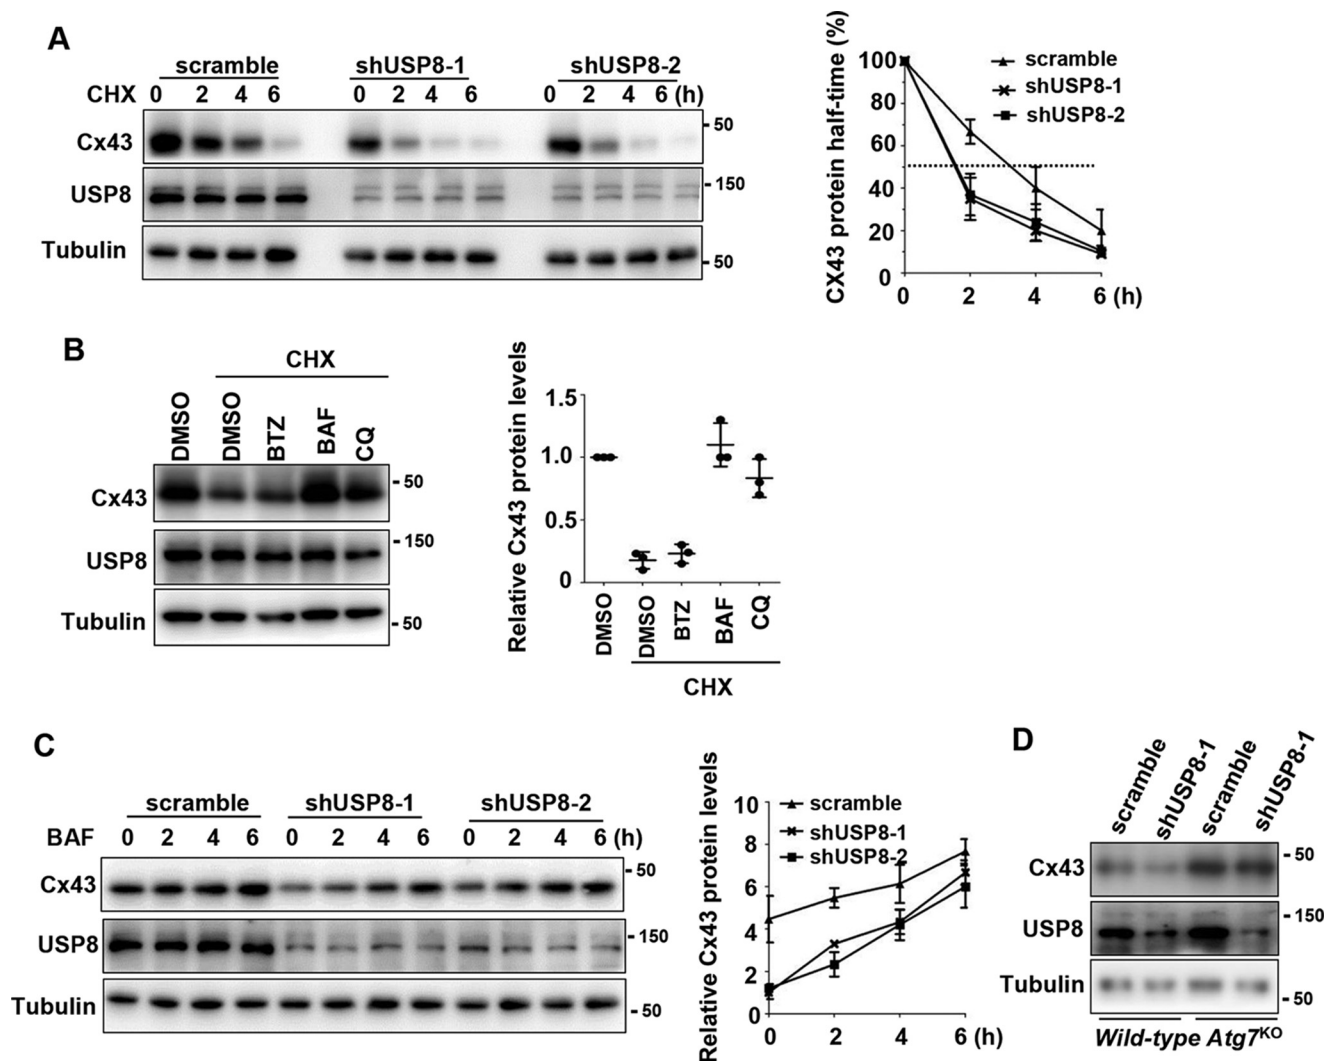 A
scramble shUSP8-1 shUSP8-2
CHX 0 2 4 6 0 2 4 6 0 2 4 6 (h)
Cx43 - 50
USP8 - 150
Tubulin - 50
CX43 protein half-time (%)
100
80
60
40
20
0
0 2 4 6 (h)
scramble
shUSP8-1
shUSP8-2
B
CHX
DMSO DMSO BTZ BAF CQ
Cx43 - 50
USP8 - 150
Tubulin - 50
Relative Cx43 protein levels
1.5
1.0
0.5
0
DMSO DMSO BTZ BAF CQ
CHX
C
scramble shUSP8-1 shUSP8-2
BAF 0 2 4 6 0 2 4 6 0 2 4 6 (h)
Cx43 - 50
USP8 - 150
Tubulin - 50
Relative Cx43 protein levels
10
8
6
4
2
0
0 2 4 6 (h)
scramble
shUSP8-1
shUSP8-2
D
scramble shUSP8-1 scramble shUSP8-1
Cx43 - 50
USP8 - 150
Tubulin - 50
Wild-type Atg7KO